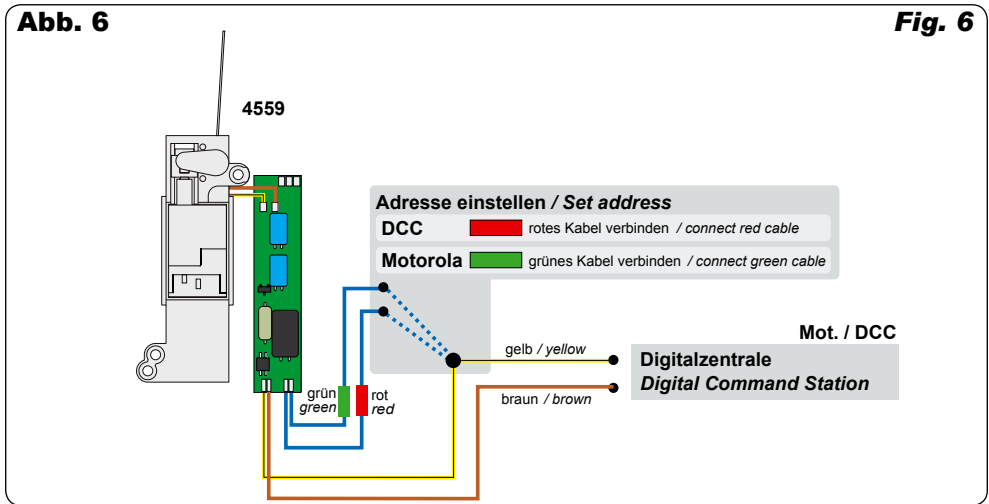 Abb. 6
Fig. 6
4559
Adresse einstellen / Set address
DCC rotes Kabel verbinden / connect red cable
Motorola grünes Kabel verbinden / connect green cable
Mot. / DCC
gelb / yellow
Digitalzentrale
Digital Command Station
braun / brown
grün
green
rot
red